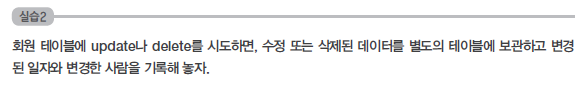 실습2
회원 테이블에 update나 delete를 시도하면, 수정 또는 삭제된 데이터를 별도의 테이블에 보관하고 변경
된 일자와 변경한 사람을 기록해 놓자.